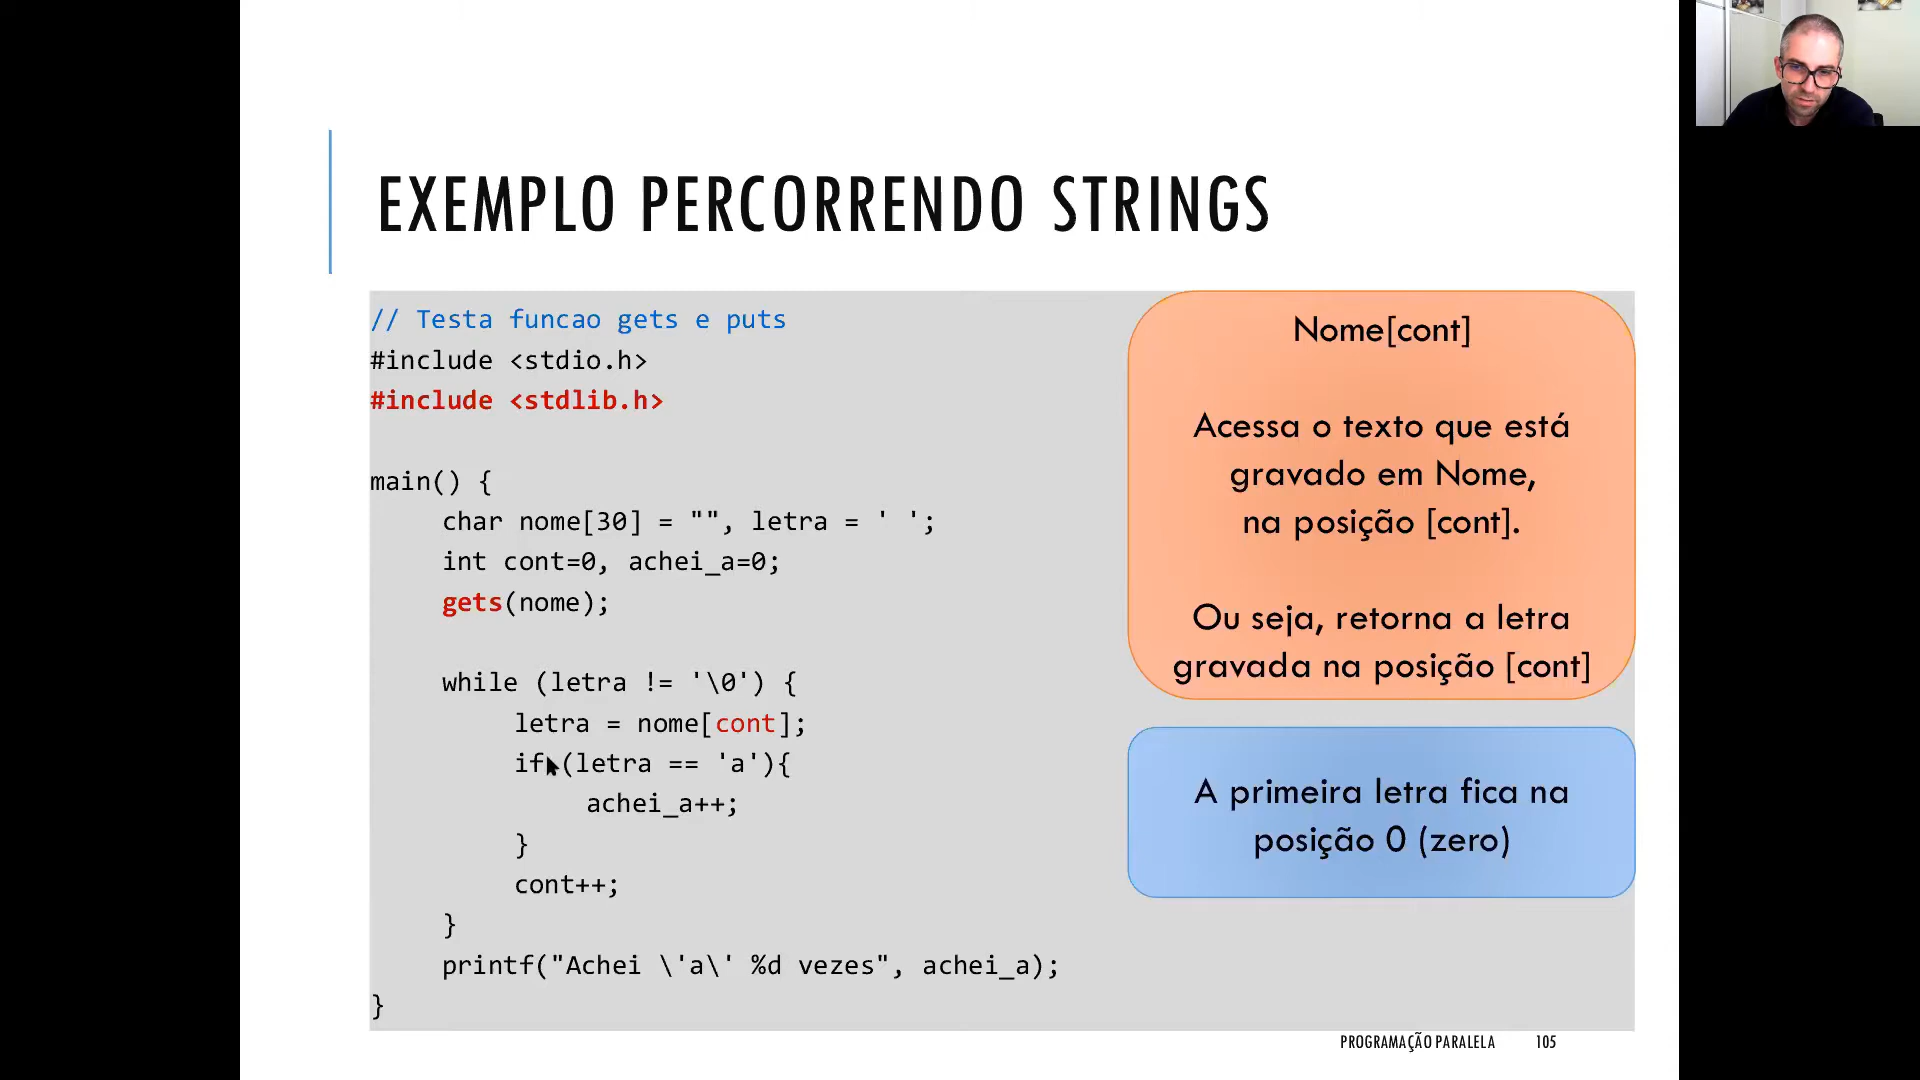 EXEMPLO PERCORRENDO STRINGS
// Testa funcao gets e puts
#include <stdio.h>
#include <stdlib.h>
main() {
char nome[30] = "", letra = ' ';
int cont=0, achei_a=0;
gets(nome);
while (letra != '\0') {
letra = nome[cont];
if (letra == 'a'){
achei_a++;
}
cont++;
}
printf("Achei \'a\' %d vezes", achei_a);
}
Nome[cont]
Acessa o texto que está
gravado em Nome,
na posição [cont].
Ou seja, retorna a letra
gravada na posição [cont]
A primeira letra fica na
posição 0 (zero)
PROGRAMAÇÃO PARALELA 105